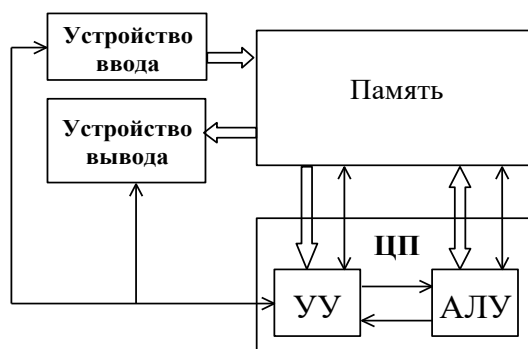 Устройство
ввода
Память
Устройство
вывода
ЦП
УУ
АЛУ